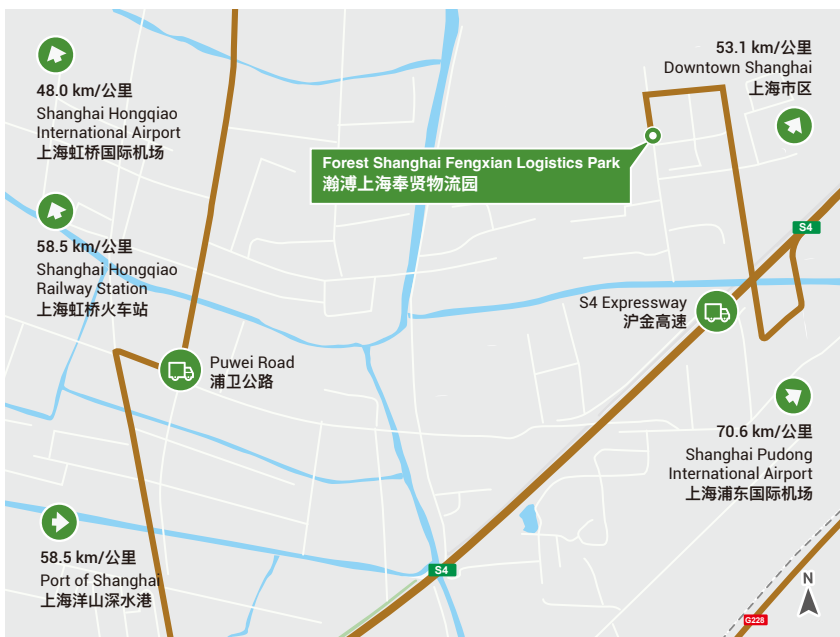 48.0 km/公里
Shanghai Hongqiao
International Airport
上海虹桥国际机场
58.5 km/公里
Shanghai Hongqiao
Railway Station
上海虹桥火车站
Puwei Road
浦卫公路
58.5 km/公里
Port of Shanghai
上海洋山深水港
Forest Shanghai Fengxian Logistics Park
瀚溥上海奉贤物流园
53.1 km/公里
Downtown Shanghai
上海市区
S4
S4 Expressway
沪金高速
70.6 km/公里
Shanghai Pudong
International Airport
上海浦东国际机场
S4
N
G228